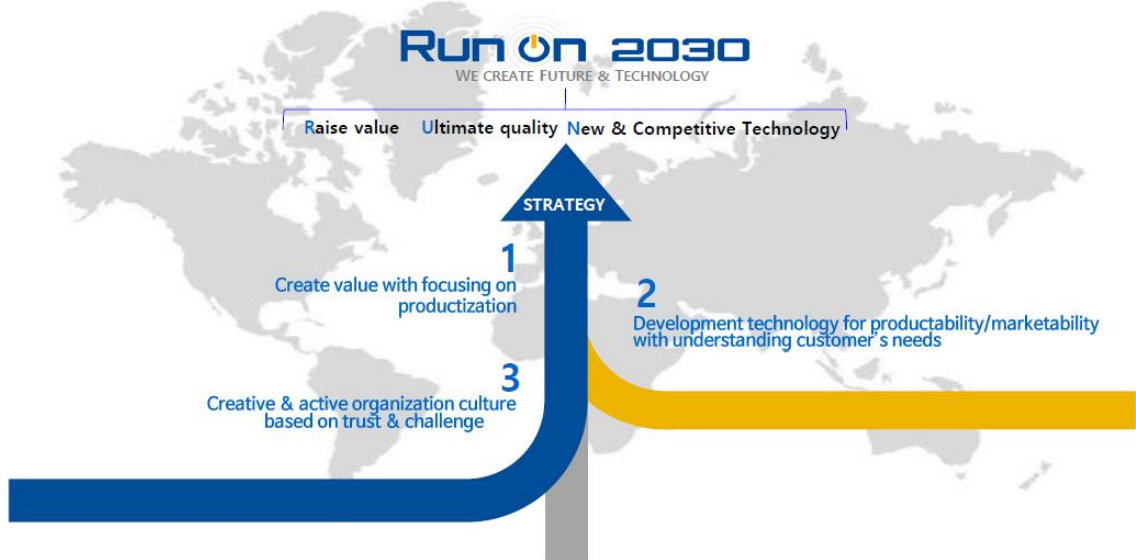 Run on 2030
WE CREATE FUTURE & TECHNOLOGY
Raise value Ultimate quality New & Competitive Technology
STRATEGY
1
Create value with focusing on
productization
2
Development technology for productability/marketability
with understanding customer's needs
3
Creative & active organization culture
based on trust & challenge